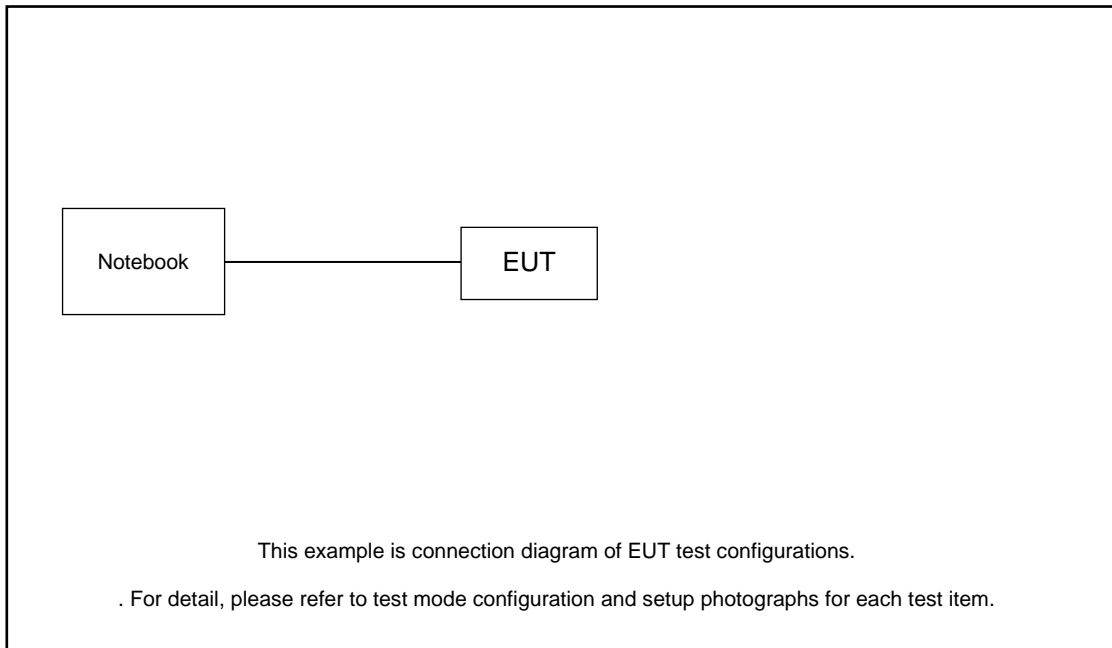 Notebook
EUT
This example is connection diagram of EUT test configurations.
. For detail, please refer to test mode configuration and setup photographs for each test item.